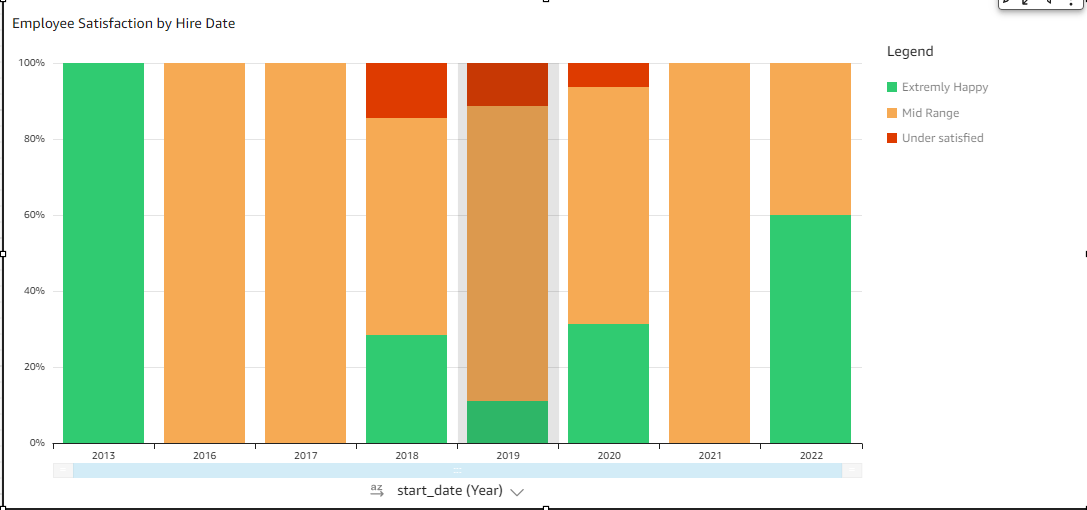 Employee Satisfaction by Hire Date
Legend
Extremly Happy
Mid Range
Under satisfied
100%
80%
60%
40%
20%
0%
2013 2016 2017 2018 2019 2020 2021 2022
az
start_date (Year)